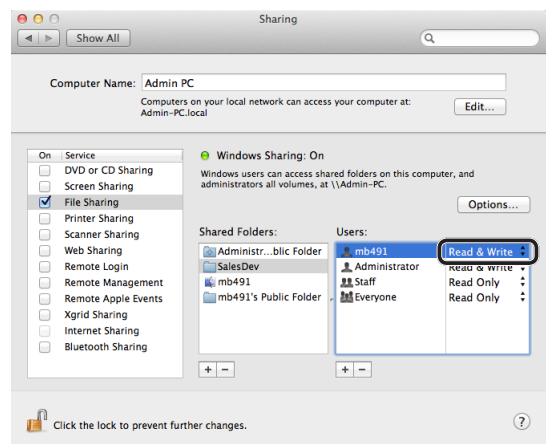 Sharing
Show All
Computer Name: Admin PC
Computers on your local network can access your computer at:
Admin-PC.local
Edit...
On Service
DVD or CD Sharing
Screen Sharing
File Sharing
Printer Sharing
Scanner Sharing
Web Sharing
Remote Login
Remote Management
Remote Apple Events
Xgrid Sharing
Internet Sharing
Bluetooth Sharing
Windows Sharing: On
Windows users can access shared folders on this computer, and
administrators all volumes, at \\Admin-PC.
Options...
Shared Folders:
Administr...blic Folder
SalesDev
mb491
mb491's Public Folder
+ −
Users:
mb491 Read & Write
Administrator Read & Write
Staff Read Only
Everyone Read Only
+ −
Click the lock to prevent further changes.
?